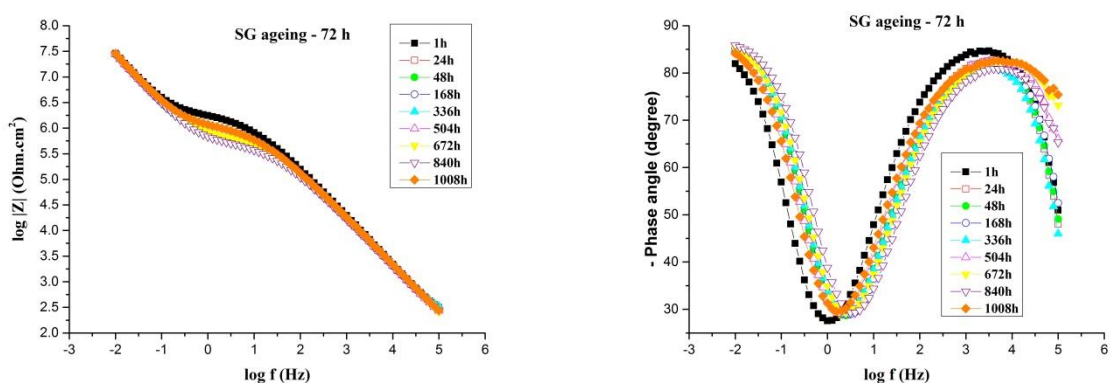 SG ageing - 72 h
log |Z| (Ohm.cm²)
8.0
7.5
7.0
6.5
6.0
5.5
5.0
4.5
4.0
3.5
3.0
2.5
2.0
1h
24h
48h
168h
336h
504h
672h
840h
1008h
-3 -2 -1 0 1 2 3 4 5 6
log f (Hz)
SG ageing - 72 h
- Phase angle (degree)
90
80
70
60
50
40
30
1h
24h
48h
168h
336h
504h
672h
840h
1008h
-3 -2 -1 0 1 2 3 4 5 6
log f (Hz)